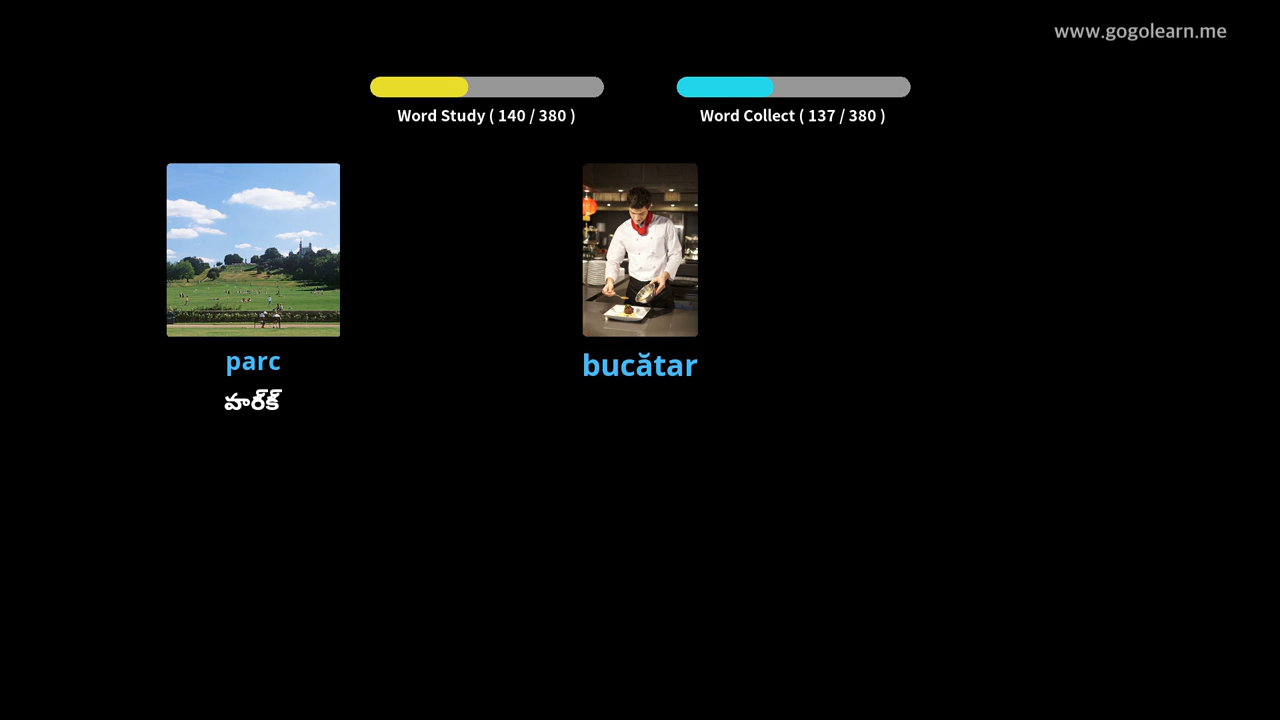 www.gogolearn.me
Word Study ( 140 / 380 )
Word Collect ( 137 / 380 )
parc
పార్క్
bucătar